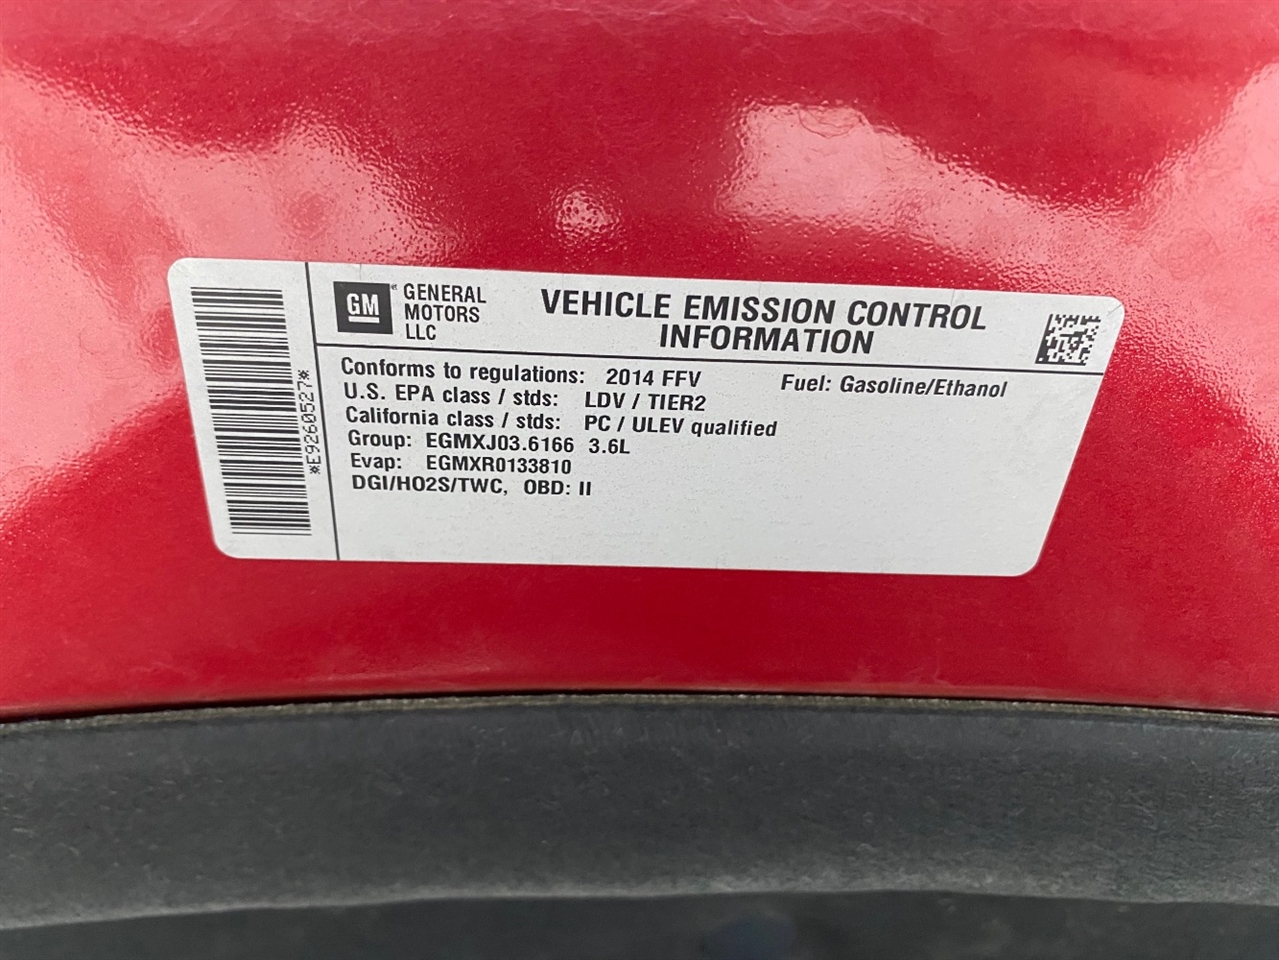 GM
GENERAL
MOTORS
LLC
VEHICLE EMISSION CONTROL
INFORMATION
Conforms to regulations: 2014 FFV
Fuel: Gasoline/Ethanol
U.S. EPA class / stds: LDV / TIER2
California class / stds: PC / ULEV qualified
Group: EGMXJ03.6166 3.6L
Evap: EGMXR0133810
DGI/HO2S/TWC, OBD: II
*E9260527*